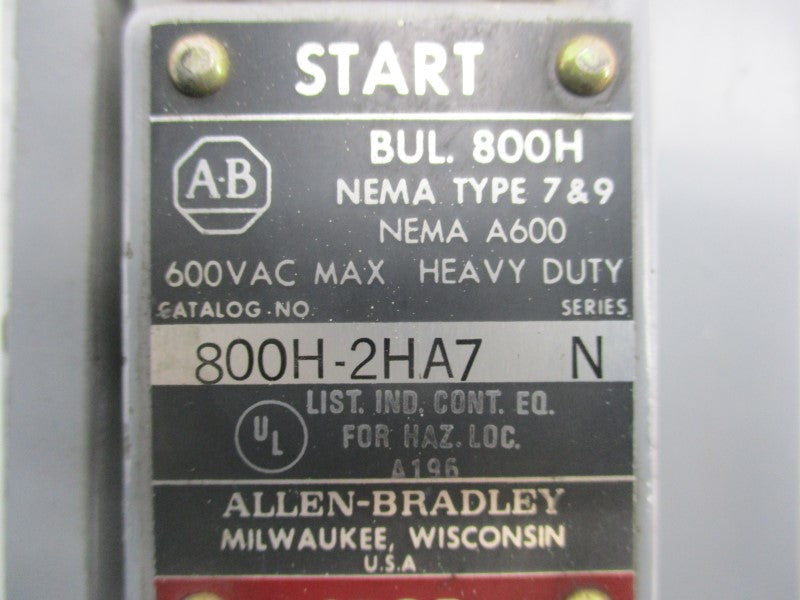 START
A-B
BUL. 800H
NEMA TYPE 7 & 9
NEMA A600
600VAC MAX HEAVY DUTY
CATALOG NO. SERIES
800H-2HA7 N
UL
LIST. IND. CONT. EQ.
FOR HAZ. LOC.
A196
ALLEN-BRADLEY
MILWAUKEE, WISCONSIN
U.S.A